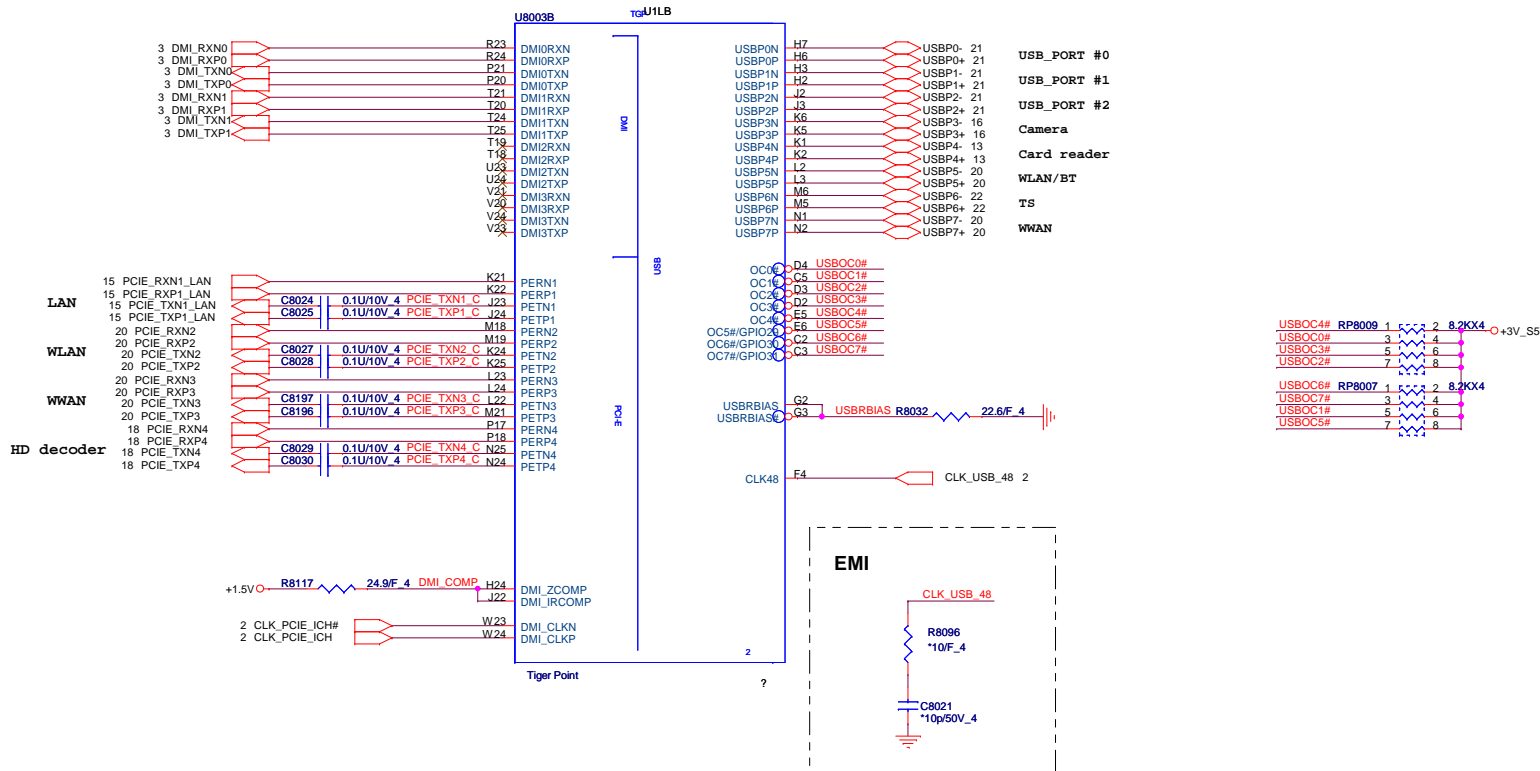 U8003B
TGP
U1LB
3 DMI_RXN0 R23 DMI0RXN
3 DMI_RXP0 R24 DMI0RXP
3 DMI_TXN0 P21 DMI0TXN
3 DMI_TXP0 P20 DMI0TXP
3 DMI_RXN1 T21 DMI1RXN
3 DMI_RXP1 T20 DMI1RXP
3 DMI_TXN1 T24 DMI1TXN
3 DMI_TXP1 T25 DMI1TXP
T19 DMI2RXN
T18 DMI2RXP
U23 DMI2TXN
U24 DMI2TXP
V21 DMI3RXN
V20 DMI3RXP
V24 DMI3TXN
V23 DMI3TXP
DMI
USB
PCI-E
USBP0N H7 USBP0- 21
USBP0P H6 USBP0+ 21
USB_PORT #0
USBP1N H3 USBP1- 21
USBP1P H2 USBP1+ 21
USB_PORT #1
USBP2N J2 USBP2- 21
USBP2P J3 USBP2+ 21
USB_PORT #2
USBP3N K6 USBP3- 16
USBP3P K5 USBP3+ 16
Camera
USBP4N K1 USBP4- 13
USBP4P K2 USBP4+ 13
Card reader
USBP5N L2 USBP5- 20
USBP5P L3 USBP5+ 20
WLAN/BT
USBP6N M6 USBP6- 22
USBP6P M5 USBP6+ 22
TS
USBP7N N1 USBP7- 20
USBP7P N2 USBP7+ 20
WWAN
OC0# D4 USBOC0#
OC1# C5 USBOC1#
OC2# D3 USBOC2#
OC3# D2 USBOC3#
OC4# E5 USBOC4#
OC5#/GPIO29 E6 USBOC5#
OC6#/GPIO30 C2 USBOC6#
OC7#/GPIO31 C3 USBOC7#
LAN
15 PCIE_RXN1_LAN K21 PERN1
15 PCIE_RXP1_LAN K22 PERP1
15 PCIE_TXN1_LAN C8024 0.1U/10V_4 PCIE_TXN1_C J23 PETN1
15 PCIE_TXP1_LAN C8025 0.1U/10V_4 PCIE_TXP1_C J24 PETP1
WLAN
20 PCIE_RXN2 M18 PERN2
20 PCIE_RXP2 M19 PERP2
20 PCIE_TXN2 C8027 0.1U/10V_4 PCIE_TXN2_C K24 PETN2
20 PCIE_TXP2 C8028 0.1U/10V_4 PCIE_TXP2_C K25 PETP2
WWAN
20 PCIE_RXN3 L23 PERN3
20 PCIE_RXP3 L24 PERP3
20 PCIE_TXN3 C8197 0.1U/10V_4 PCIE_TXN3_C L22 PETN3
20 PCIE_TXP3 C8196 0.1U/10V_4 PCIE_TXP3_C M21 PETP3
HD decoder
18 PCIE_RXN4 P17 PERN4
18 PCIE_RXP4 P18 PERP4
18 PCIE_TXN4 C8029 0.1U/10V_4 PCIE_TXN4_C N25 PETN4
18 PCIE_TXP4 C8030 0.1U/10V_4 PCIE_TXP4_C N24 PETP4
USBRBIAS G2
USBRBIAS# G3 USBRBIAS R8032 22.6/F_4
CLK48 F4 CLK_USB_48 2
USBOC4# RP8009 1 2 8.2KX4 +3V_S5
USBOC0# 3 4
USBOC3# 5 6
USBOC2# 7 8
USBOC6# RP8007 1 2 8.2KX4
USBOC7# 3 4
USBOC1# 5 6
USBOC5# 7 8
+1.5V R8117 24.9/F_4 DMI_COMP H24 DMI_ZCOMP
J22 DMI_IRCOMP
2 CLK_PCIE_ICH# W23 DMI_CLKN
2 CLK_PCIE_ICH W24 DMI_CLKP
2
Tiger Point
?
EMI
CLK_USB_48
R8096
*10/F_4
C8021
*10p/50V_4